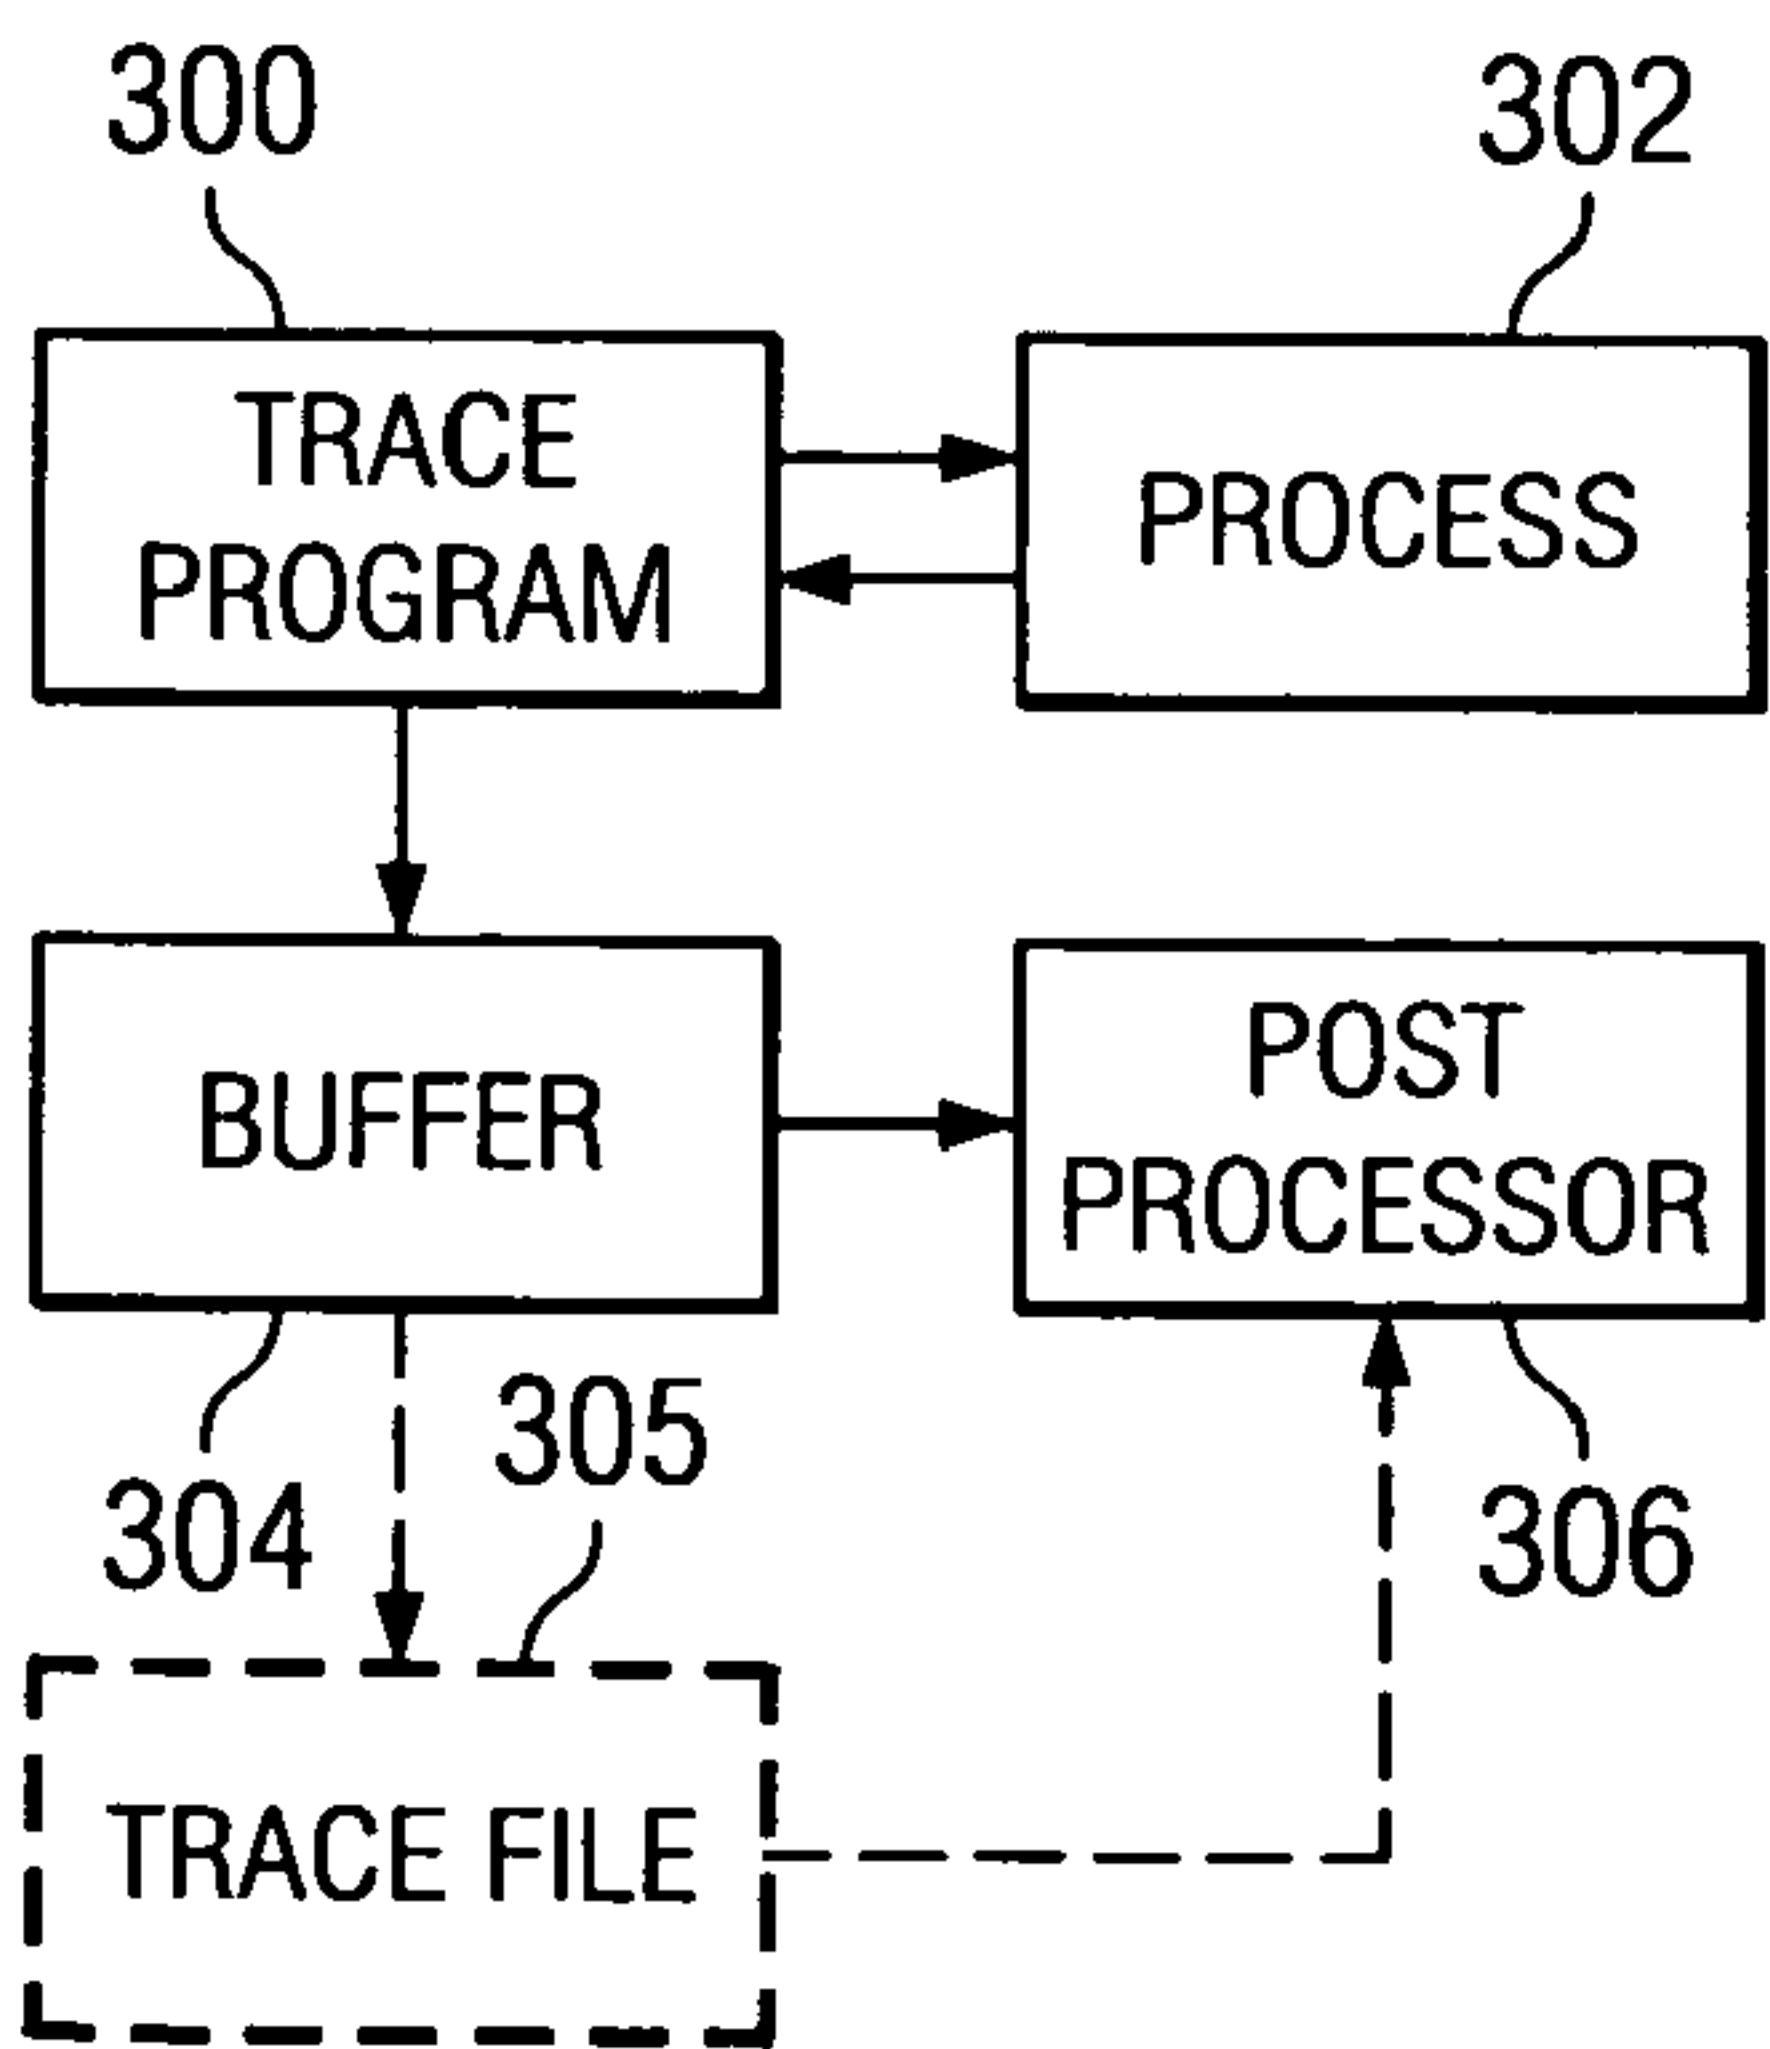 300
302
TRACE
PROGRAM
PROCESS
BUFFER
POST
PROCESSOR
304
305
306
TRACE FILE